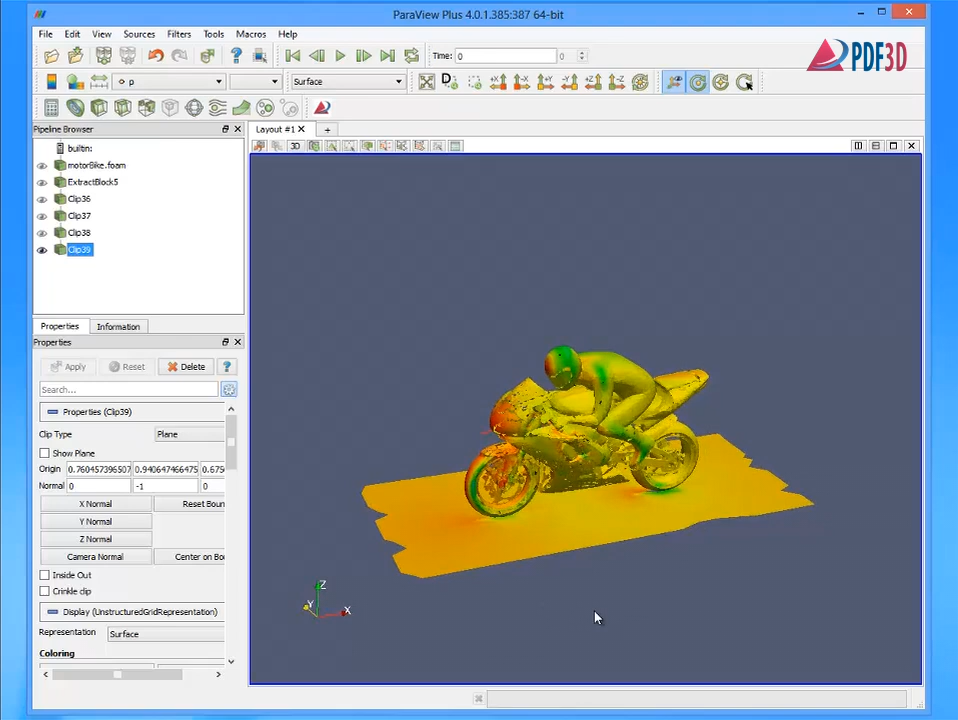 ParaView Plus 4.0.1.385:387 64-bit
File Edit View Sources Filters Tools Macros Help
Time: 0 0
PDF3D
p Surface
+X -X +Y -Y +Z -Z
Pipeline Browser
Layout #1
3D
builtin:
motorBike.foam
ExtractBlock5
Clip36
Clip37
Clip38
Clip39
Properties Information
Properties
Apply Reset Delete ?
Search...
Properties (Clip39)
Clip Type Plane
Show Plane
Origin 0.760457396507 0.940647466475 0.675
Normal 0 -1 0
X Normal Reset Boun
Y Normal
Z Normal
Camera Normal Center on Bo
Inside Out
Crinkle clip
Display (UnstructuredGridRepresentation)
Representation Surface
Coloring
Z
Y
X